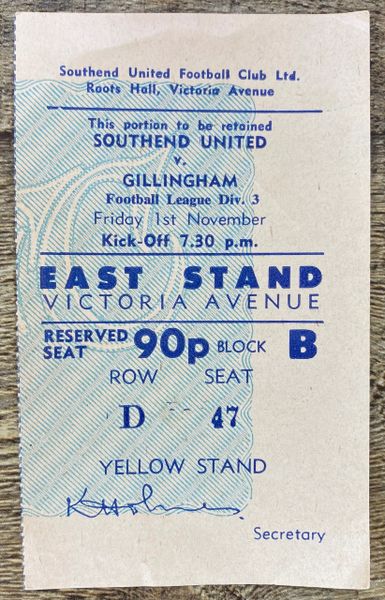 Southend United Football Club Ltd.
Roots Hall, Victoria Avenue
This portion to be retained
SOUTHEND UNITED
v.
GILLINGHAM
Football League Div. 3
Friday 1st November
Kick-Off 7.30 p.m.
EAST STAND
VICTORIA AVENUE
RESERVED SEAT 90p BLOCK B
ROW SEAT
D -- 47
YELLOW STAND
K Holmes
Secretary